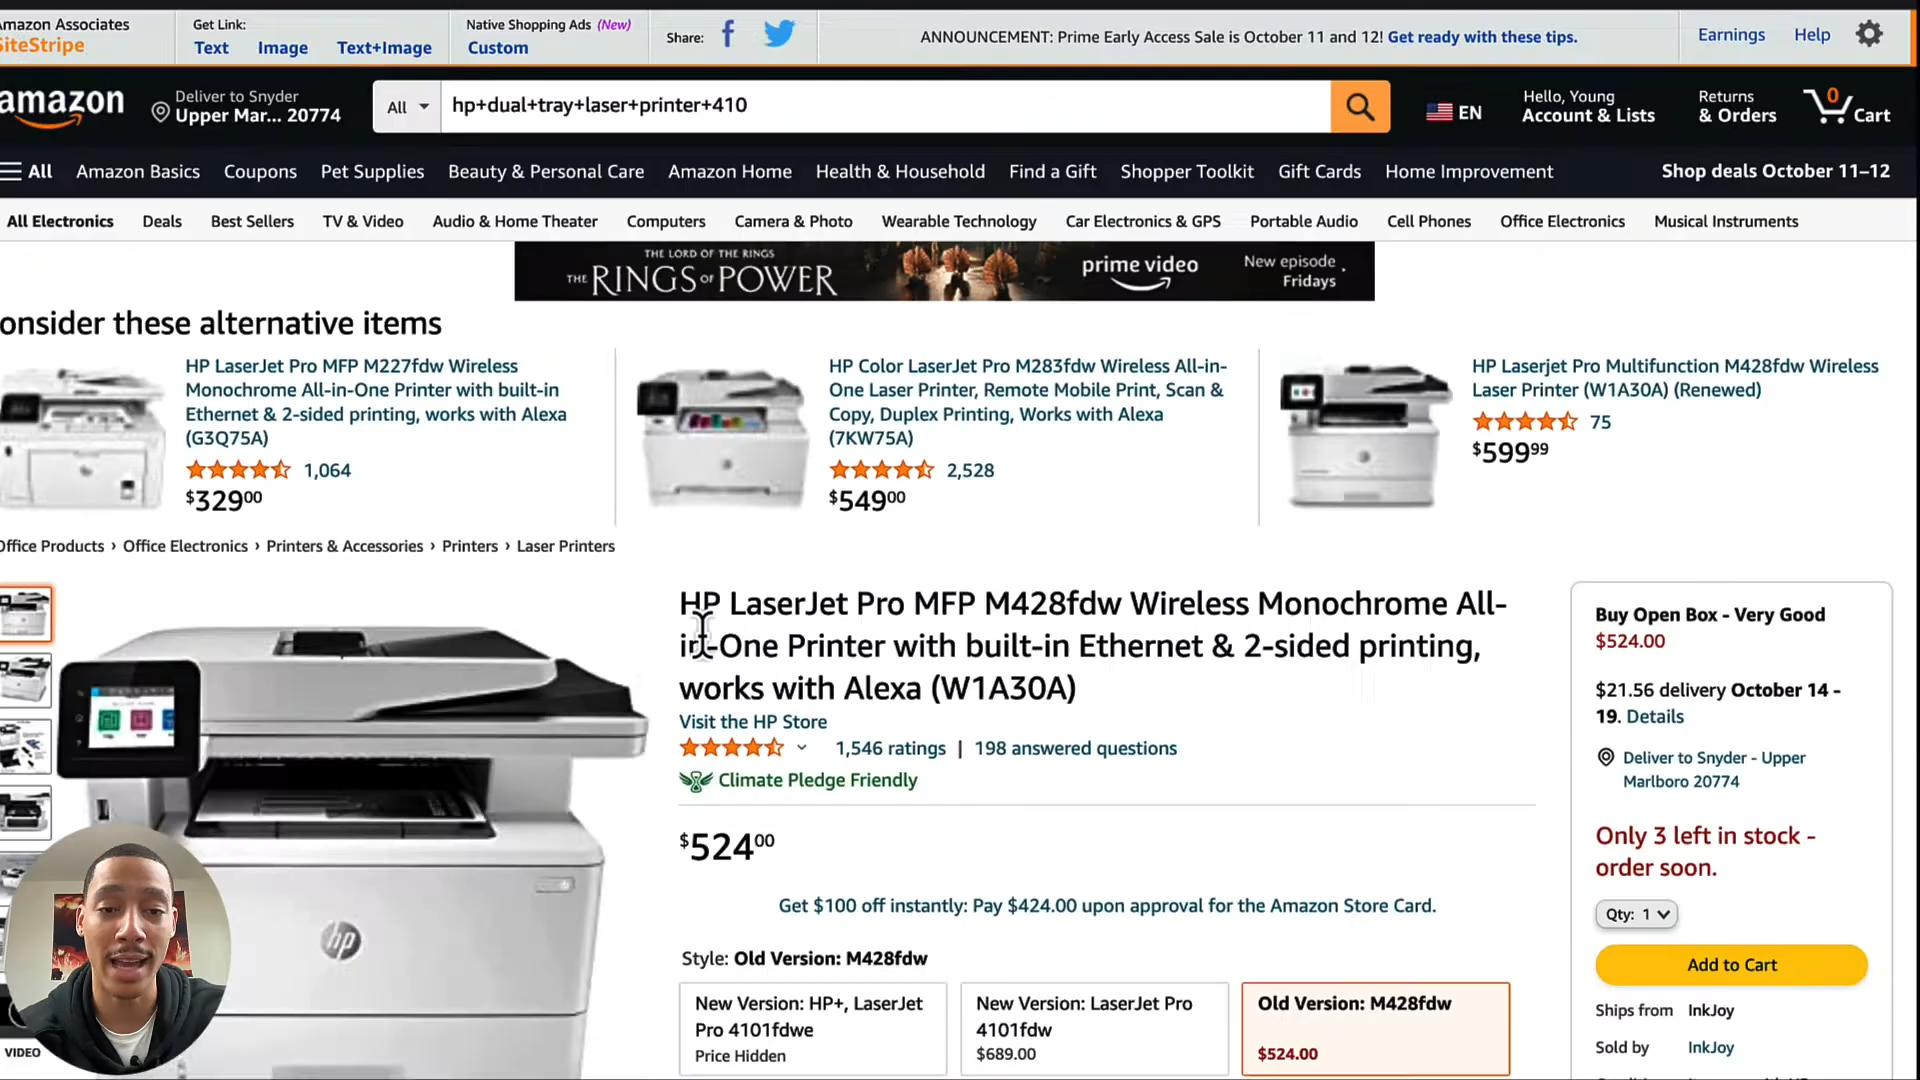 Amazon Associates
SiteStripe
Get Link:
Text Image Text+Image
Native Shopping Ads (New)
Custom
Share:
ANNOUNCEMENT: Prime Early Access Sale is October 11 and 12! Get ready with these tips.
Earnings Help
amazon
Deliver to Snyder
Upper Mar... 20774
All
hp+dual+tray+laser+printer+410
EN
Hello, Young
Account & Lists
Returns
& Orders
0
Cart
All Amazon Basics Coupons Pet Supplies Beauty & Personal Care Amazon Home Health & Household Find a Gift Shopper Toolkit Gift Cards Home Improvement
Shop deals October 11–12
All Electronics Deals Best Sellers TV & Video Audio & Home Theater Computers Camera & Photo Wearable Technology Car Electronics & GPS Portable Audio Cell Phones Office Electronics Musical Instruments
THE LORD OF THE RINGS
THE RINGS OF POWER
prime video
New episode
Fridays
onsider these alternative items
HP LaserJet Pro MFP M227fdw Wireless
Monochrome All-in-One Printer with built-in
Ethernet & 2-sided printing, works with Alexa
(G3Q75A)
1,064
$32900
HP Color LaserJet Pro M283fdw Wireless All-in-
One Laser Printer, Remote Mobile Print, Scan &
Copy, Duplex Printing, Works with Alexa
(7KW75A)
2,528
$54900
HP Laserjet Pro Multifunction M428fdw Wireless
Laser Printer (W1A30A) (Renewed)
75
$59999
Office Products › Office Electronics › Printers & Accessories › Printers › Laser Printers
hp
VIDEO
HP LaserJet Pro MFP M428fdw Wireless Monochrome All-
in-One Printer with built-in Ethernet & 2-sided printing,
works with Alexa (W1A30A)
Visit the HP Store
1,546 ratings | 198 answered questions
Climate Pledge Friendly
$52400
Get $100 off instantly: Pay $424.00 upon approval for the Amazon Store Card.
Style: Old Version: M428fdw
New Version: HP+, LaserJet
Pro 4101fdwe
Price Hidden
New Version: LaserJet Pro
4101fdw
$689.00
Old Version: M428fdw
$524.00
Buy Open Box - Very Good
$524.00
$21.56 delivery October 14 -
19. Details
Deliver to Snyder - Upper
Marlboro 20774
Only 3 left in stock -
order soon.
Qty: 1
Add to Cart
Ships from InkJoy
Sold by InkJoy